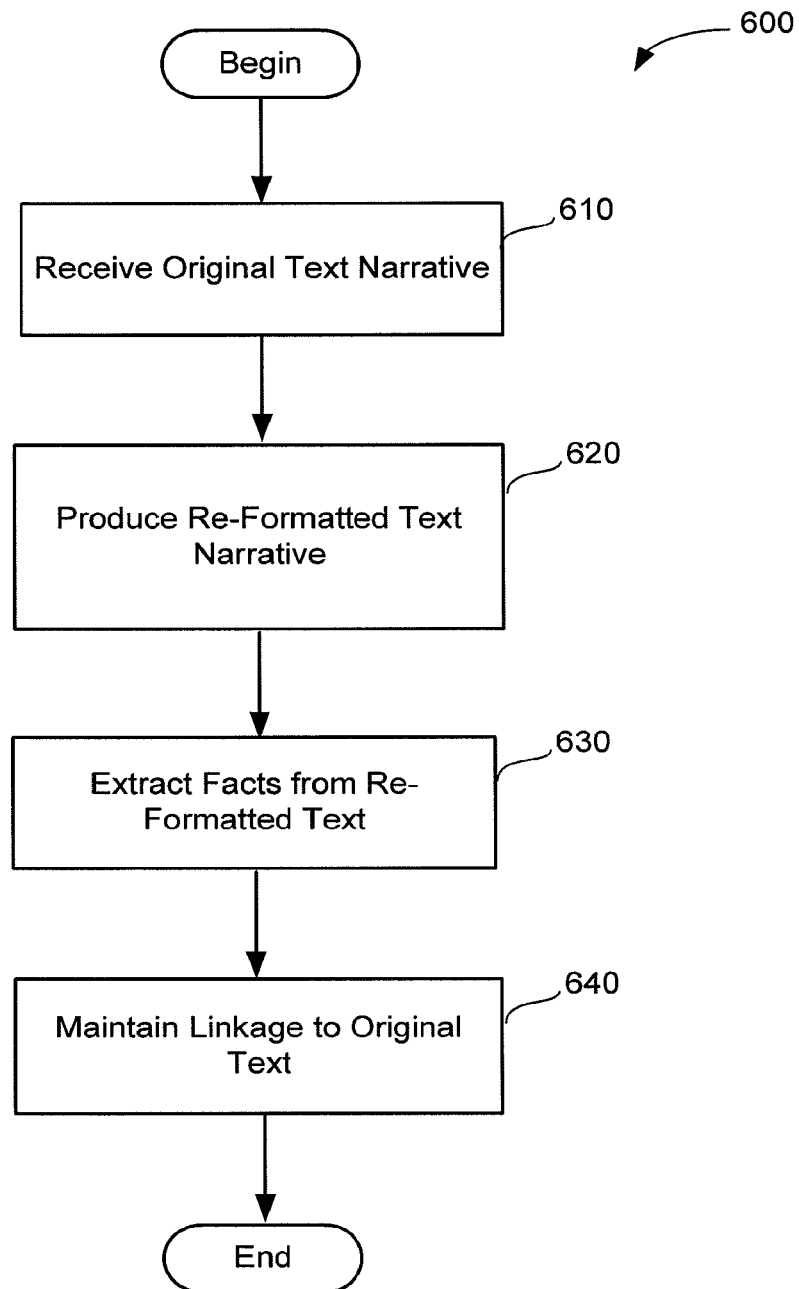 600
Begin
610
Receive Original Text Narrative
620
Produce Re-Formatted Text
Narrative
630
Extract Facts from Re-
Formatted Text
640
Maintain Linkage to Original
Text
End